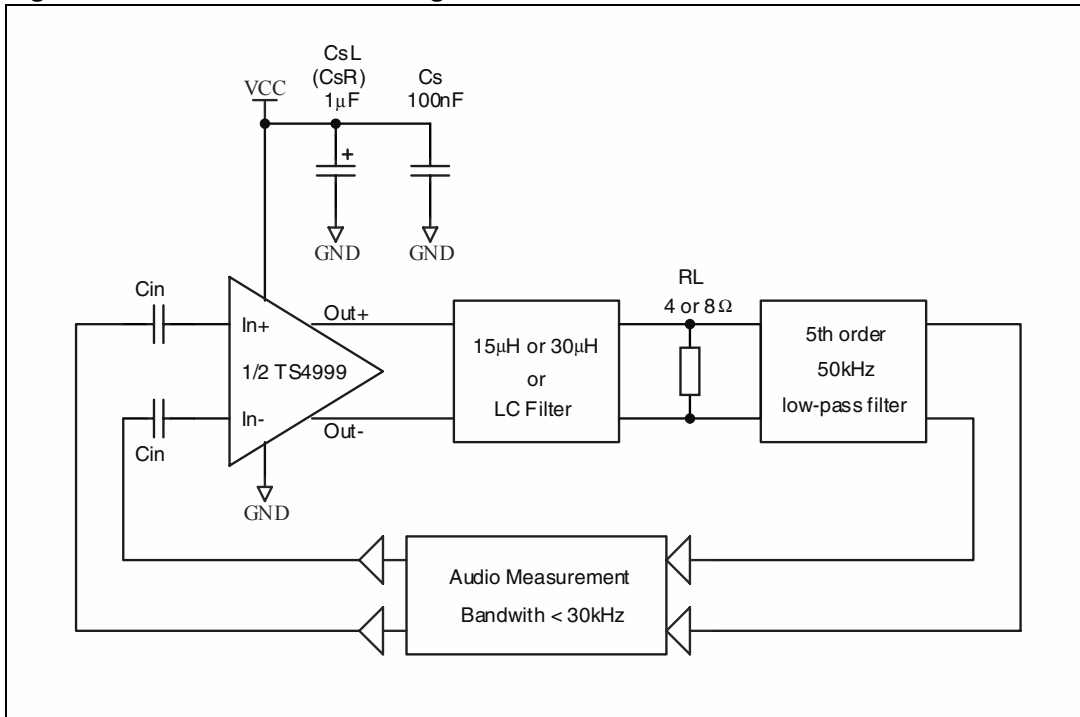 CsL
(CsR)
1μF
Cs
100nF
VCC
GND
GND
Cin
In+
Out+
1/2 TS4999
In-
Out-
Cin
GND
15μH or 30μH
or
LC Filter
RL
4 or 8Ω
5th order
50kHz
low-pass filter
Audio Measurement
Bandwith < 30kHz